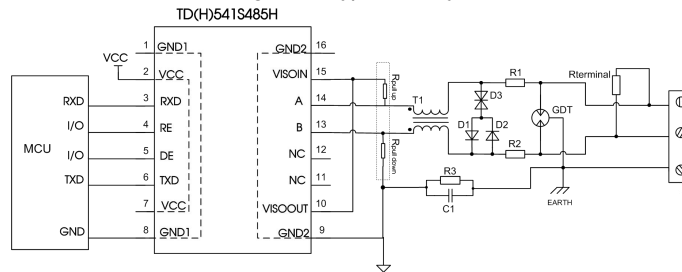 TD(H)541S485H
VCC
1 GND1
GND2 16
2 VCC
VISOIN 15
RXD 3 RXD
A 14
I/O 4 RE
B 13
MCU
I/O 5 DE
NC 12
TXD 6 TXD
NC 11
7 VCC
VISOOUT 10
GND 8 GND1
GND2 9
Rpull up
Rpull down
T1
D3
D1
D2
R1
R2
GDT
Rterminal
R3
C1
EARTH